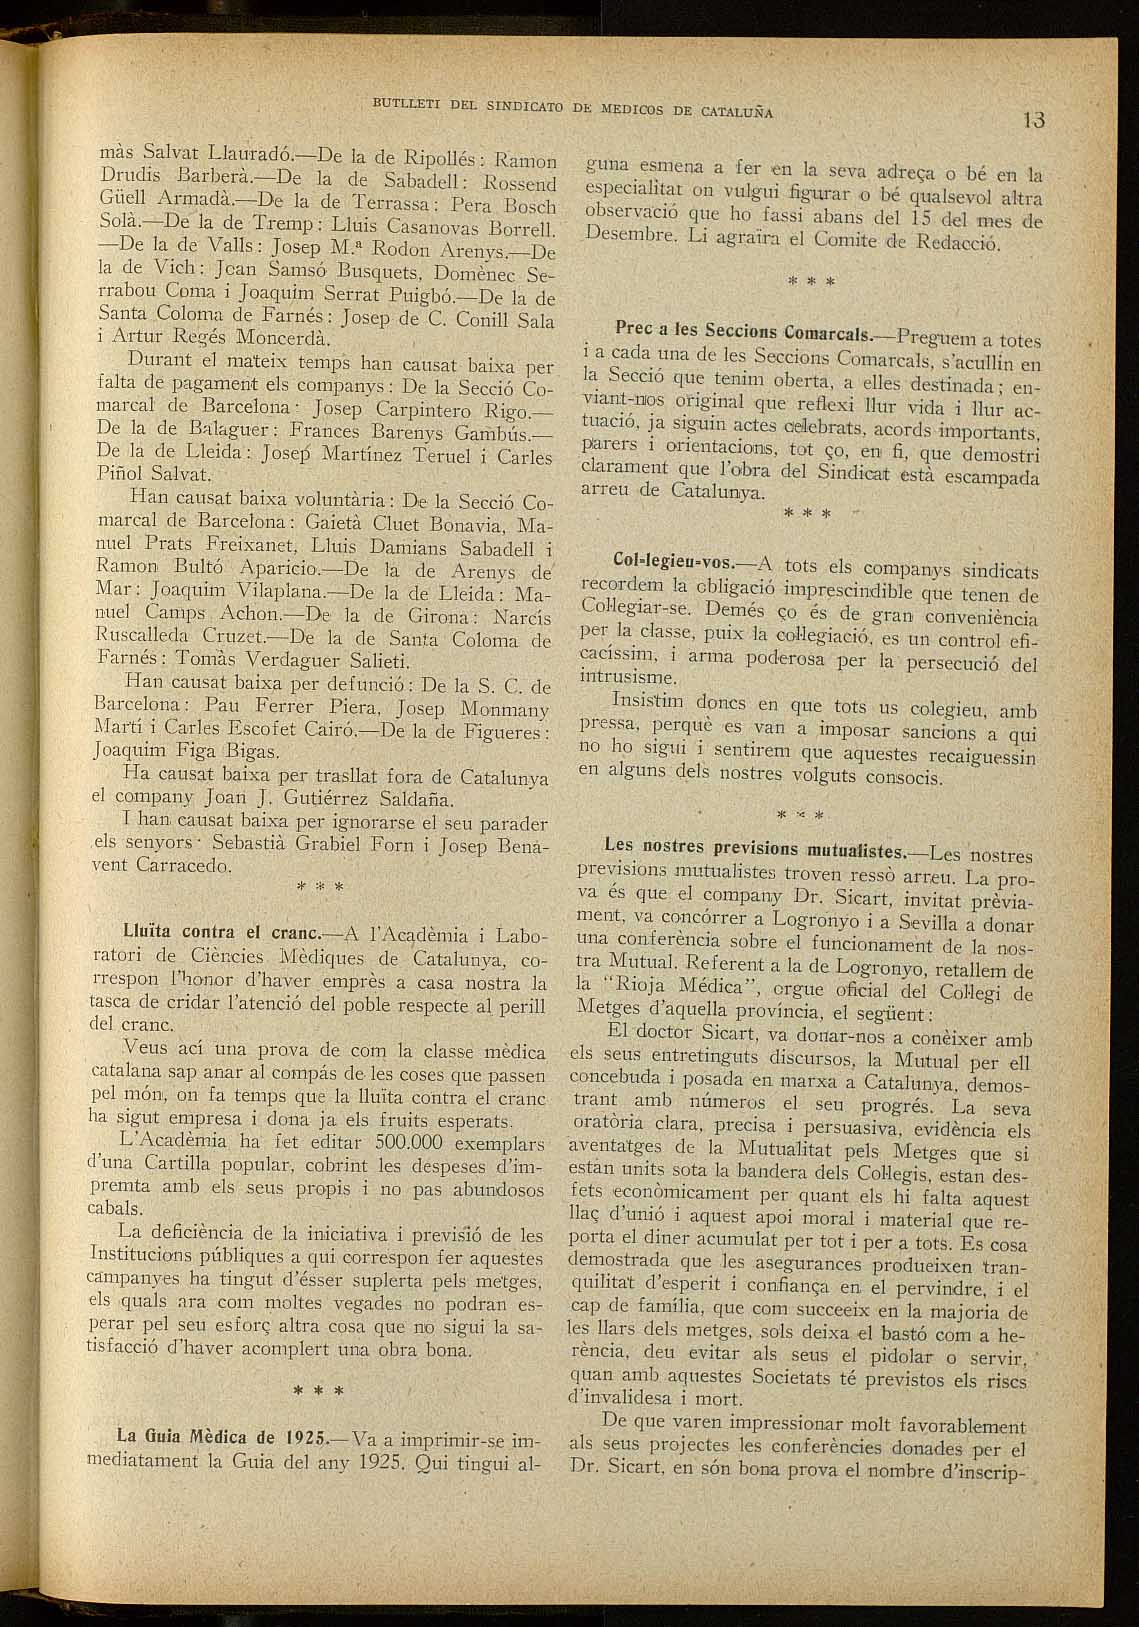 BUTLLETI DEL SINDICATO DE MEDICOS DE CATALUÑA
13
màs Salvat Llauradó.—De la de Ripollés: Ramon
Drudis Barberà.—De la de Sabadell: Rossend
Güell Armadà.—De la de Terrassa: Pera Bosch
Solà.—De la de Tremp: Lluis Casanovas Borrell.
—De la de Valls: Josep M.ª Rodon Arenys.—De
la de Vich: Joan Samsó Busquets, Domènec Se-
rrabou Coma i Joaquim Serrat Puigbó.—De la de
Santa Coloma de Farnés: Josep de C. Conill Sala
i Artur Regés Moncerdà.
Durant el mateix temps han causat baixa per
falta de pagament els companys: De la Secció Co-
marcal de Barcelona: Josep Carpintero Rigo.—
De la de Balaguer: Frances Barenys Gambús.—
De la de Lleida: Josep Martínez Teruel i Carles
Piñol Salvat.
Han causat baixa voluntària: De la Secció Co-
marcal de Barcelona: Gaietà Cluet Bonavia, Ma-
nuel Prats Freixanet, Lluis Damians Sabadell i
Ramon Bultó Aparicio.—De la de Arenys de
Mar: Joaquim Vilaplana.—De la de Lleida: Ma-
nuel Camps Achon.—De la de Girona: Narcís
Ruscalleda Cruzet.—De la de Santa Coloma de
Farnés: Tomàs Verdaguer Salieti.
Han causat baixa per defunció: De la S. C. de
Barcelona: Pau Ferrer Piera, Josep Monmany
Martí i Carles Escofet Cairó.—De la de Figueres:
Joaquim Figa Bigas.
Ha causat baixa per trasllat fora de Catalunya
el company Joan J. Gutiérrez Saldaña.
I han causat baixa per ignorarse el seu parader
els senyors: Sebastià Grabiel Forn i Josep Bena-
vent Carracedo.
* * *
Lluïta contra el cranc.—A l'Acadèmia i Labo-
ratori de Ciències Mèdiques de Catalunya, co-
rrespon l'honor d'haver emprès a casa nostra la
tasca de cridar l'atenció del poble respecte al perill
del cranc.
Veus ací una prova de com la classe mèdica
catalana sap anar al compás de les coses que passen
pel món, on fa temps que la lluïta contra el cranc
ha sigut empresa i dona ja els fruits esperats.
L'Acadèmia ha fet editar 500.000 exemplars
d'una Cartilla popular, cobrint les despeses d'im-
premta amb els seus propis i no pas abundosos
cabals.
La deficiència de la iniciativa i previsió de les
Institucions públiques a qui correspon fer aquestes
campanyes ha tingut d'ésser suplerta pels metges,
els quals ara com moltes vegades no podran es-
perar pel seu esforç altra cosa que no sigui la sa-
tisfacció d'haver acomplert una obra bona.
* * *
La Guia Mèdica de 1925.—Va a imprimir-se im-
mediatament la Guia del any 1925. Qui tingui al-
guna esmena a fer en la seva adreça o bé en la
especialitat on vulgui figurar o bé qualsevol altra
observació que ho fassi abans del 15 del mes de
Desembre. Li agraïra el Comite de Redacció.
* * *
Prec a les Seccions Comarcals.—Preguem a totes
i a cada una de les Seccions Comarcals, s'acullin en
la Secció que tenim oberta, a elles destinada; en-
viant-nos original que reflexi llur vida i llur ac-
tuació, ja siguin actes celebrats, acords importants,
parers i orientacions, tot ço, en fi, que demostri
clarament que l'obra del Sindicat està escampada
arreu de Catalunya.
* * *
Col-legieu-vos.—A tots els companys sindicats
recordem la obligació imprescindible que tenen de
Col·legiar-se. Demés ço és de gran conveniència
per la classe, puix la col·legiació, es un control efi-
cacíssim, i arma poderosa per la persecució del
intrusisme.
Insistim doncs en que tots us colegieu, amb
pressa, perquè es van a imposar sancions a qui
no ho sigui i sentirem que aquestes recaiguessin
en alguns dels nostres volguts consocis.
* * *
Les nostres previsions mutualistes.—Les nostres
previsions mutualistes troven ressò arreu. La pro-
va és que el company Dr. Sicart, invitat prèvia-
ment, va concórrer a Logronyo i a Sevilla a donar
una conferència sobre el funcionament de la nos-
tra Mutual. Referent a la de Logronyo, retallem de
la "Rioja Médica", orgue oficial del Col·legi de
Metges d'aquella província, el següent:
El doctor Sicart, va donar-nos a conèixer amb
els seus entretinguts discursos, la Mutual per ell
concebuda i posada en marxa a Catalunya, demos-
trant amb números el seu progrés. La seva
oratòria clara, precisa i persuasiva, evidència els
aventatges de la Mutualitat pels Metges que si
estàn units sota la bandera dels Col·legis, estan des-
fets econòmicament per quant els hi falta aquest
llaç d'unió i aquest apoi moral i material que re-
porta el diner acumulat per tot i per a tots. Es cosa
demostrada que les asegurances produeixen tran-
quilitat d'esperit i confiança en el pervindre, i el
cap de família, que com succeeix en la majoria de
les llars dels metges, sols deixa el bastó com a he-
rència, deu evitar als seus el pidolar o servir,
quan amb aquestes Societats té previstos els riscs
d'invalidesa i mort.
De que varen impressionar molt favorablement
als seus projectes les conferències donades per el
Dr. Sicart, en són bona prova el nombre d'inscrip-